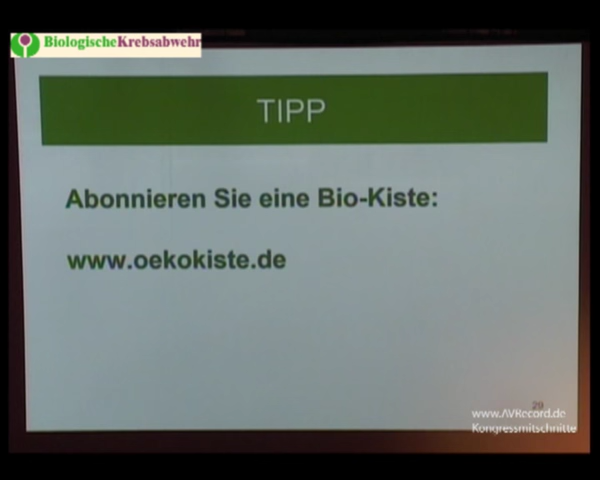 BiologischeKrebsabwehr
TIPP
Abonnieren Sie eine Bio-Kiste:
www.oekokiste.de
29
www.AVRecord.de
Kongressmitschnitte